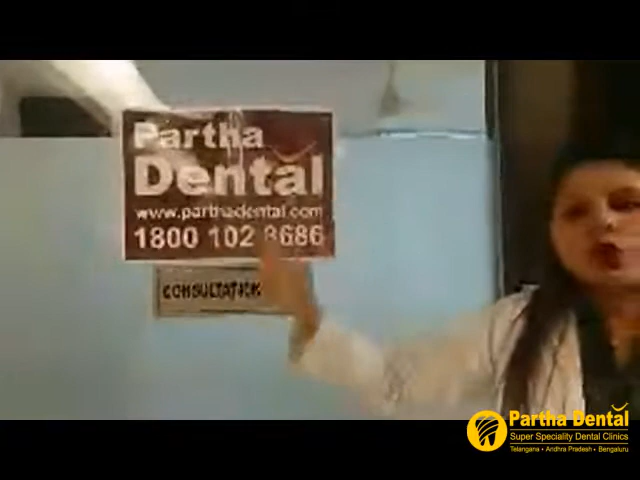 Partha
Dental
www.parthadental.com
1800 102 8686
CONSULTATION
Partha Dental
Super Speciality Dental Clinics
Telangana • Andhra Pradesh • Bengaluru